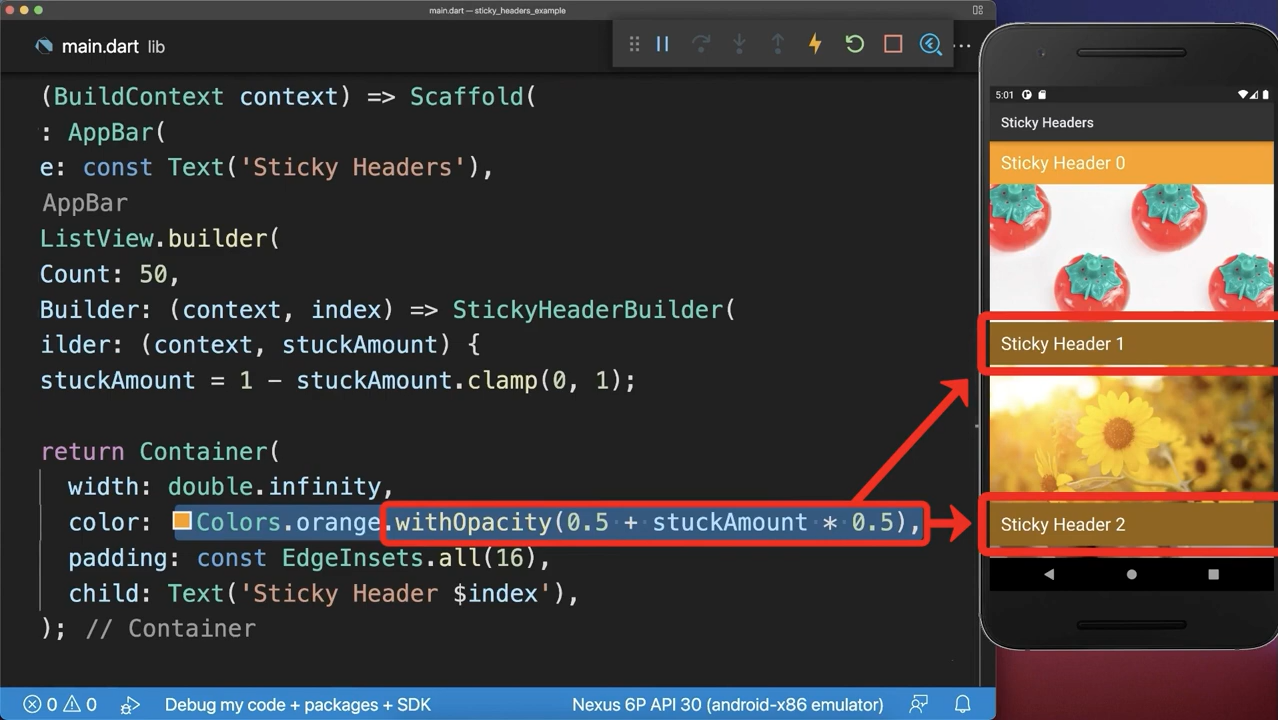 main.dart — sticky_headers_example
main.dart lib
(BuildContext context) => Scaffold(
: AppBar(
e: const Text('Sticky Headers'),
AppBar
ListView.builder(
Count: 50,
Builder: (context, index) => StickyHeaderBuilder(
ilder: (context, stuckAmount) {
stuckAmount = 1 - stuckAmount.clamp(0, 1);
return Container(
width: double.infinity,
color: Colors.orange.withOpacity(0.5 + stuckAmount * 0.5),
padding: const EdgeInsets.all(16),
child: Text('Sticky Header $index'),
); // Container
0 0 Debug my code + packages + SDK Nexus 6P API 30 (android-x86 emulator)
5:01
Sticky Headers
Sticky Header 0
Sticky Header 1
Sticky Header 2